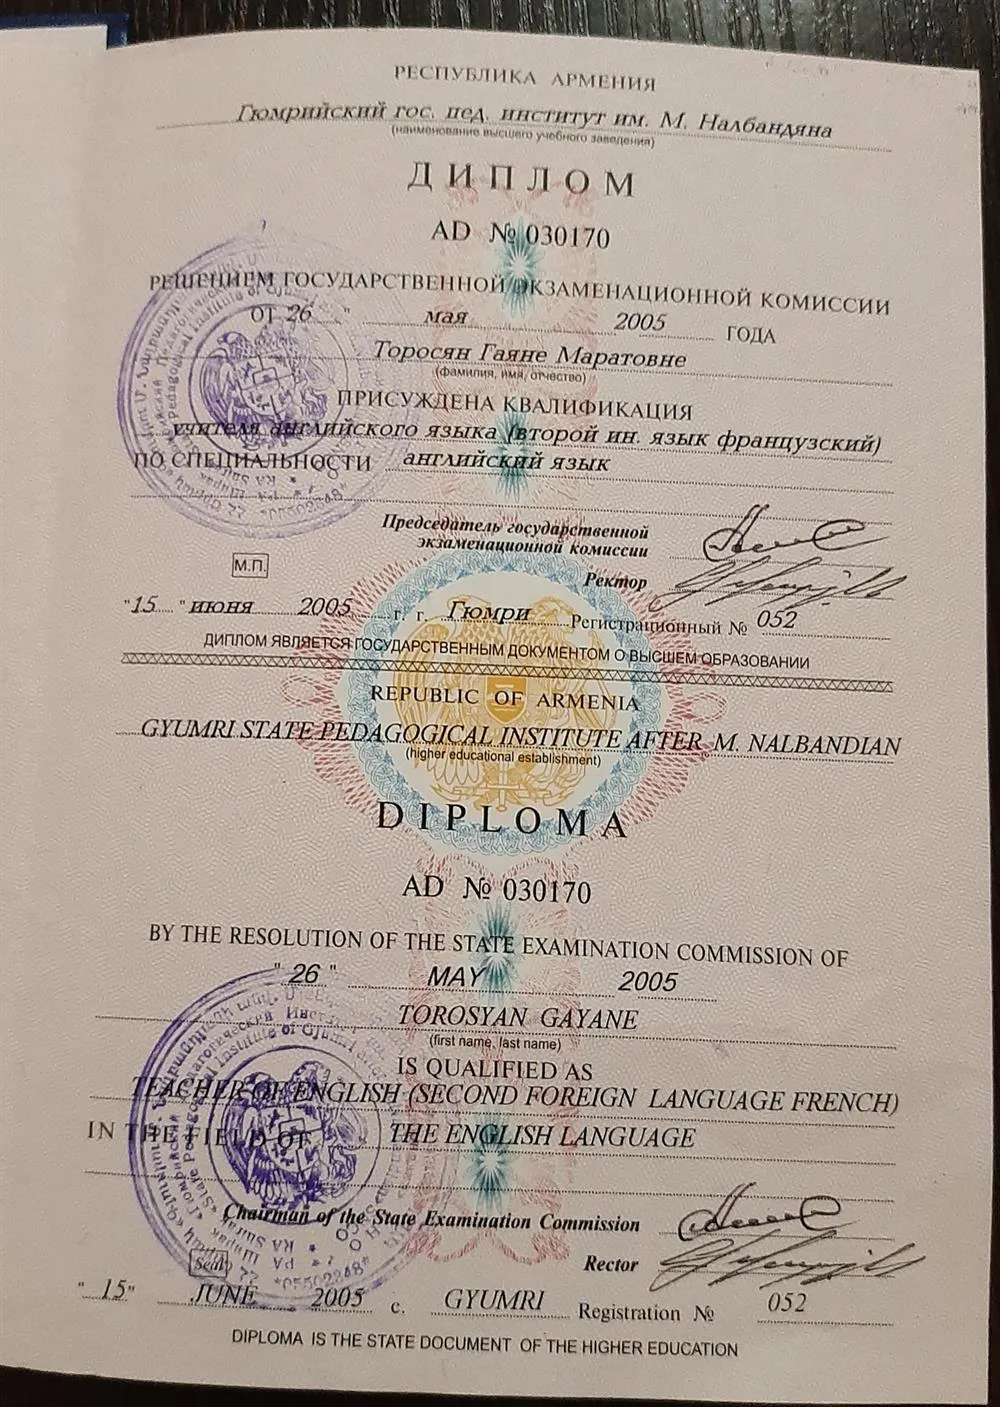 РЕСПУБЛИКА АРМЕНИЯ
Гюмрийский гос. пед. институт им. М. Налбандяна
(наименование высшего учебного заведения)
ДИПЛОМ
AD № 030170
РЕШЕНИЕМ ГОСУДАРСТВЕННОЙ ЭКЗАМЕНАЦИОННОЙ КОМИССИИ
ОТ 26 " мая 2005 ГОДА
Торосян Гаяне Маратовне
(фамилия, имя, отчество)
ПРИСУЖДЕНА КВАЛИФИКАЦИЯ
учителя английского языка (второй ин. язык французский)
ПО СПЕЦИАЛЬНОСТИ английский язык
Председатель государственной
экзаменационной комиссии
М.П.
Ректор
"15 " июня 2005 г. г. Гюмри Регистрационный № 052
ДИПЛОМ ЯВЛЯЕТСЯ ГОСУДАРСТВЕННЫМ ДОКУМЕНТОМ О ВЫСШЕМ ОБРАЗОВАНИИ
REPUBLIC OF ARMENIA
GYUMRI STATE PEDAGOGICAL INSTITUTE AFTER M. NALBANDIAN
(higher educational establishment)
DIPLOMA
AD № 030170
BY THE RESOLUTION OF THE STATE EXAMINATION COMMISSION OF
" 26 " MAY 2005
TOROSYAN GAYANE
(first name, last name)
IS QUALIFIED AS
TEACHER OF ENGLISH (SECOND FOREIGN LANGUAGE FRENCH)
IN THE FIELD OF THE ENGLISH LANGUAGE
Chairman of the State Examination Commission
Seal
Rector
" 15" JUNE 2005 c. GYUMRI Registration № 052
DIPLOMA IS THE STATE DOCUMENT OF THE HIGHER EDUCATION